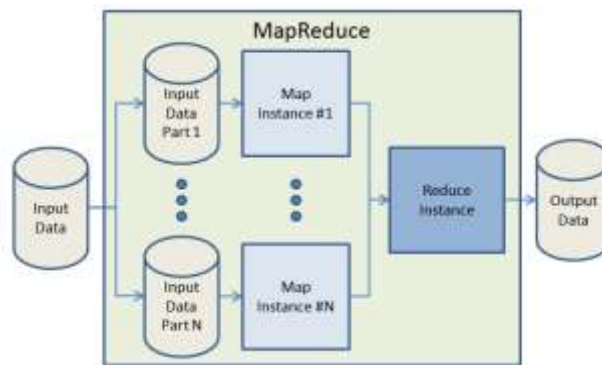 MapReduce
Input
Data
Part 1
Map
Instance #1
Input
Data
Reduce
Instance
Output
Data
Input
Data
Part N
Map
Instance #N